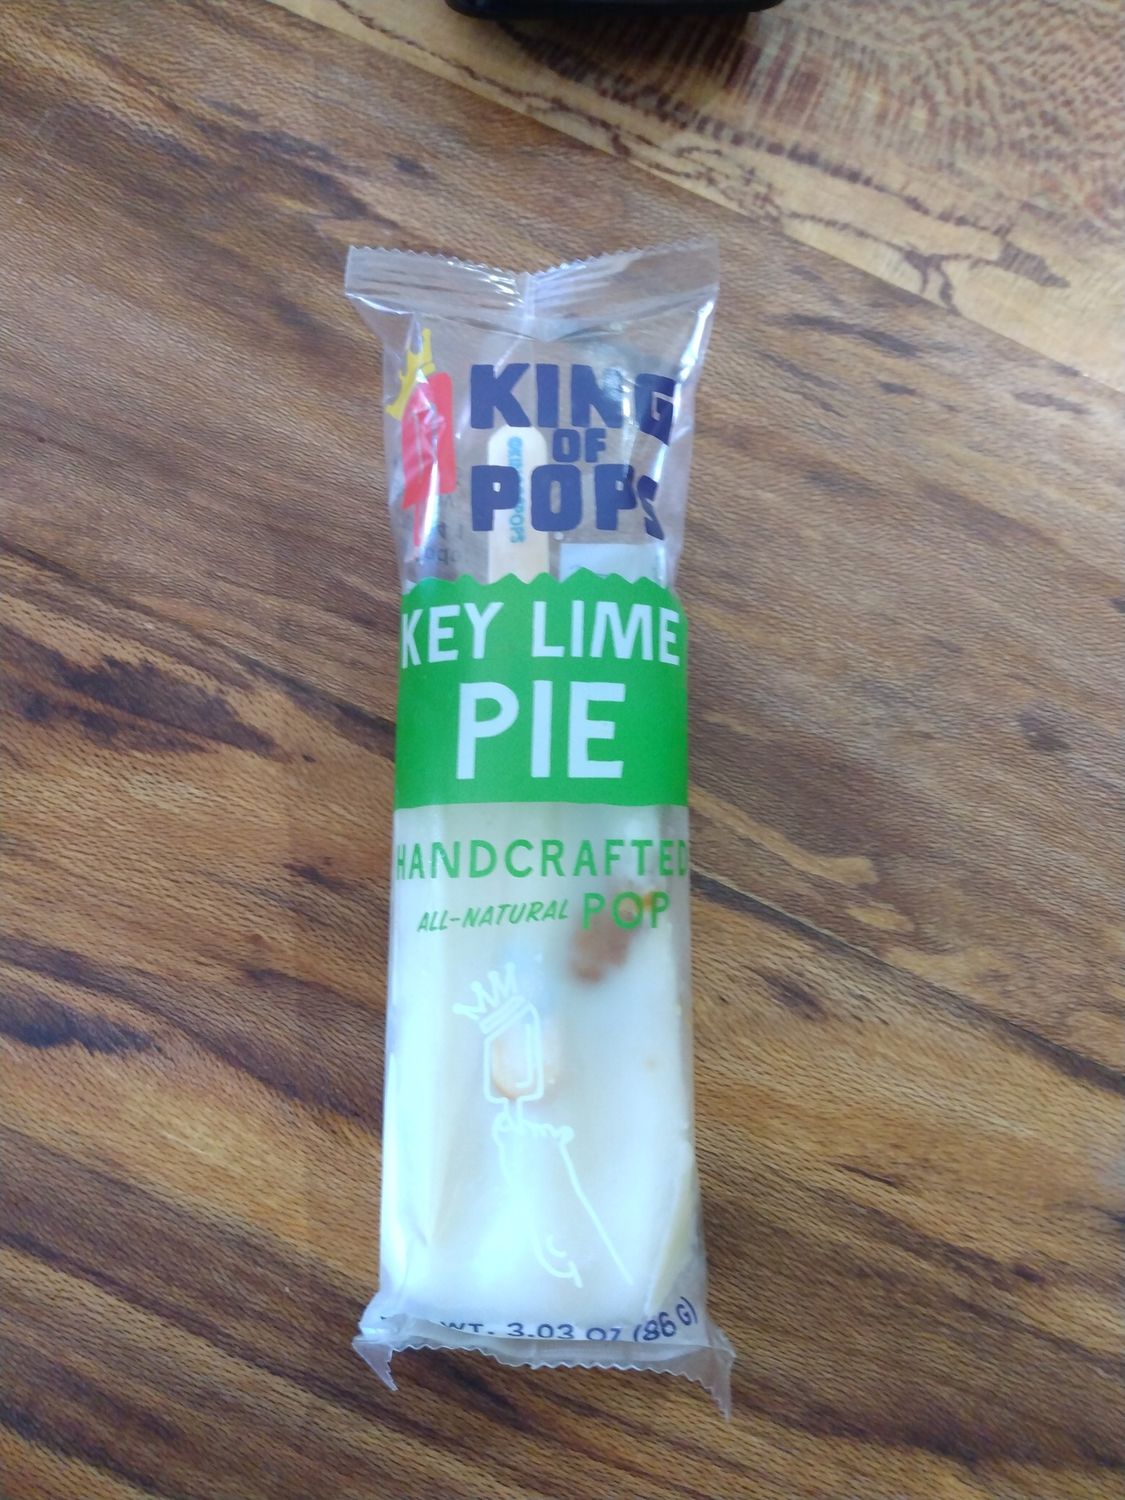 KING
OF
POPS
KEY LIME
PIE
HANDCRAFTED
ALL-NATURAL POP
WT. 3.03 OZ (86 G)